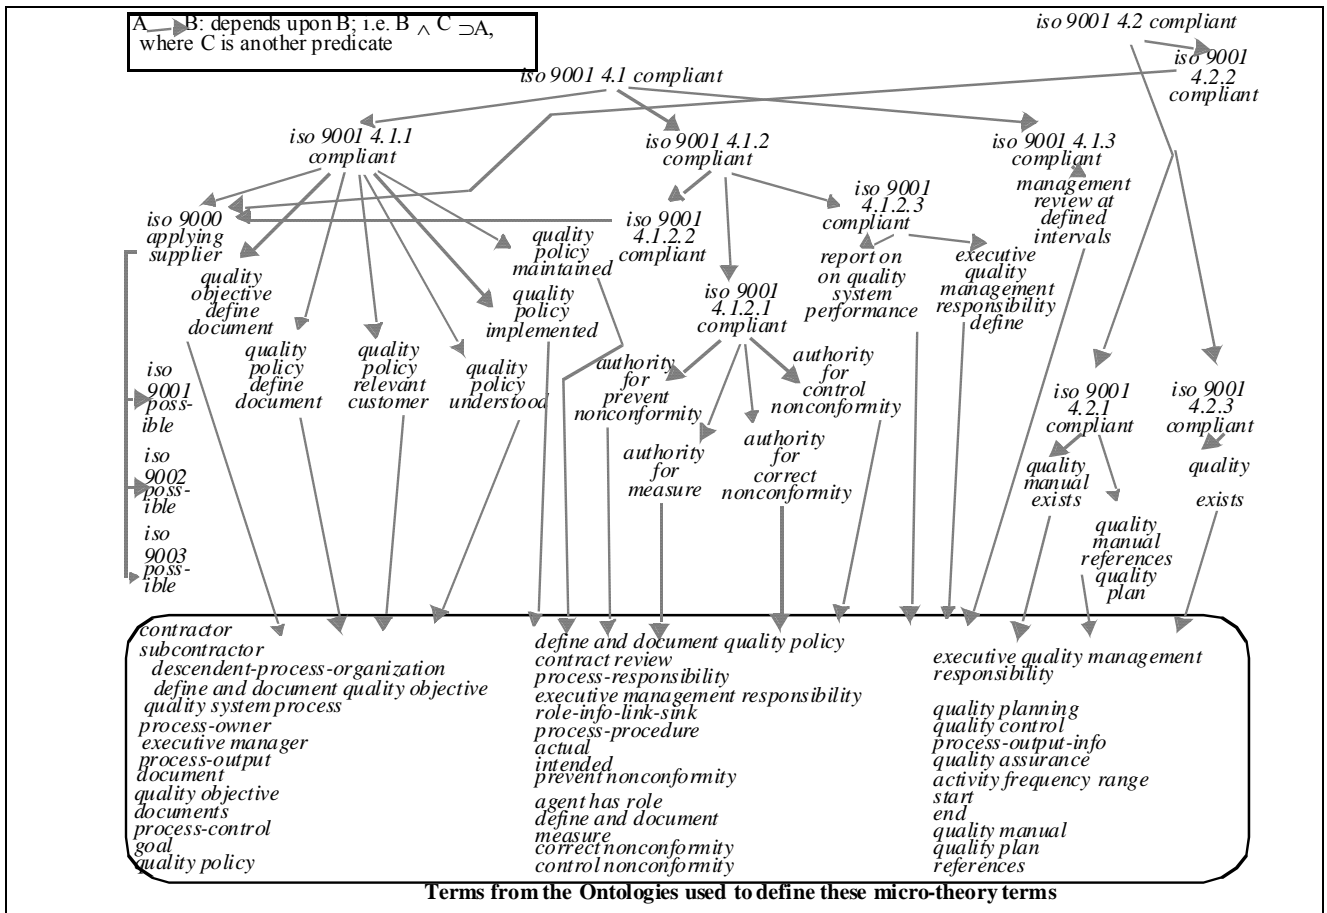 A → B: depends upon B; i.e. B ∧ C ⊃ A,
where C is another predicate
iso 9001 4.2 compliant
iso 9001
4.2.2
compliant
iso 9001 4.1 compliant
iso 9001 4.1.1
compliant
iso 9001 4.1.2
compliant
iso 9001 4.1.3
compliant
management
review at
defined
intervals
iso 9000
applying
supplier
quality
objective
define
document
quality
policy
define
document
quality
policy
relevant
customer
quality
policy
understood
quality
policy
implemented
quality
policy
maintained
iso 9001
4.1.2.2
compliant
iso 9001
4.1.2.1
compliant
iso 9001
4.1.2.3
compliant
report on
on quality
system
performance
executive
quality
management
responsibility
define
authority
for
prevent
nonconformity
authority
for
measure
authority
for
correct
nonconformity
authority
for
control
nonconformity
iso
9001
poss-
ible
iso
9002
poss-
ible
iso
9003
poss-
ible
iso 9001
4.2.1
compliant
iso 9001
4.2.3
compliant
quality
manual
exists
quality
manual
references
quality
plan
quality
exists
contractor
subcontractor
descendent-process-organization
define and document quality objective
quality system process
process-owner
executive manager
process-output
document
quality objective
documents
process-control
goal
quality policy
define and document quality policy
contract review
process-responsibility
executive management responsibility
role-info-link-sink
process-procedure
actual
intended
prevent nonconformity
agent has role
define and document
measure
correct nonconformity
control nonconformity
executive quality management
responsibility
quality planning
quality control
process-output-info
quality assurance
activity frequency range
start
end
quality manual
quality plan
references
Terms from the Ontologies used to define these micro-theory terms